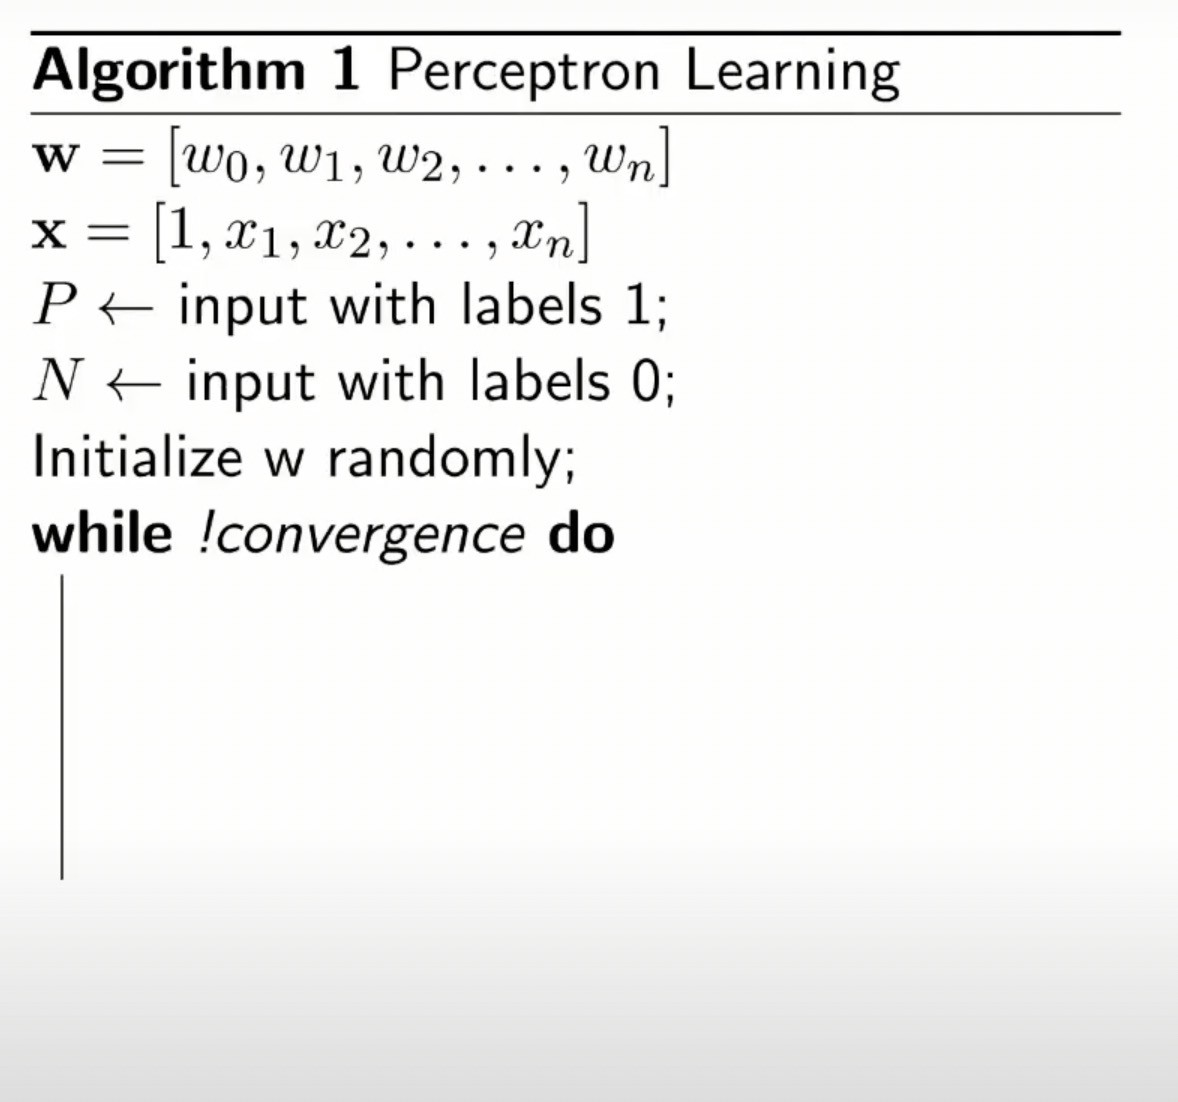 Algorithm 1 Perceptron Learning
w = [w₀, w₁, w₂, . . . , wₙ]
x = [1, x₁, x₂, . . . , xₙ]
P ← input with labels 1;
N ← input with labels 0;
Initialize w randomly;
while !convergence do